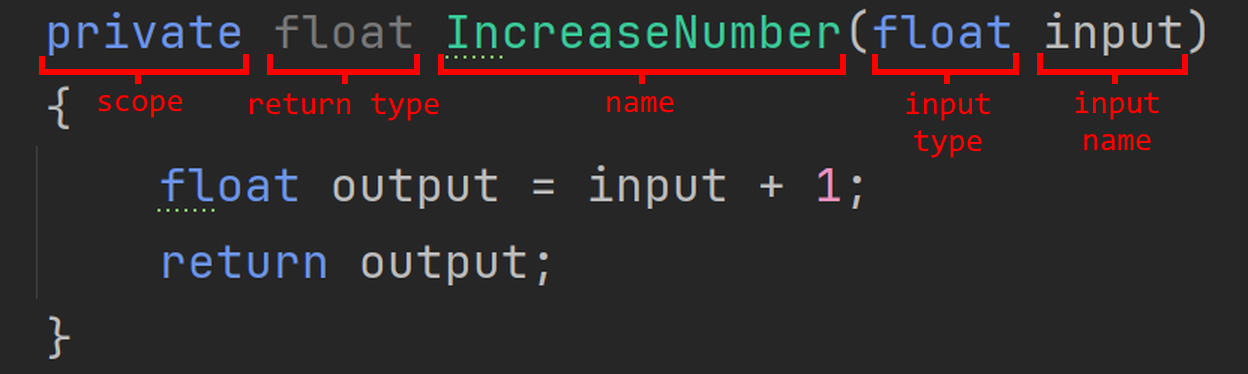 private float IncreaseNumber(float input)
scope return type name input type input name
{
float output = input + 1;
return output;
}